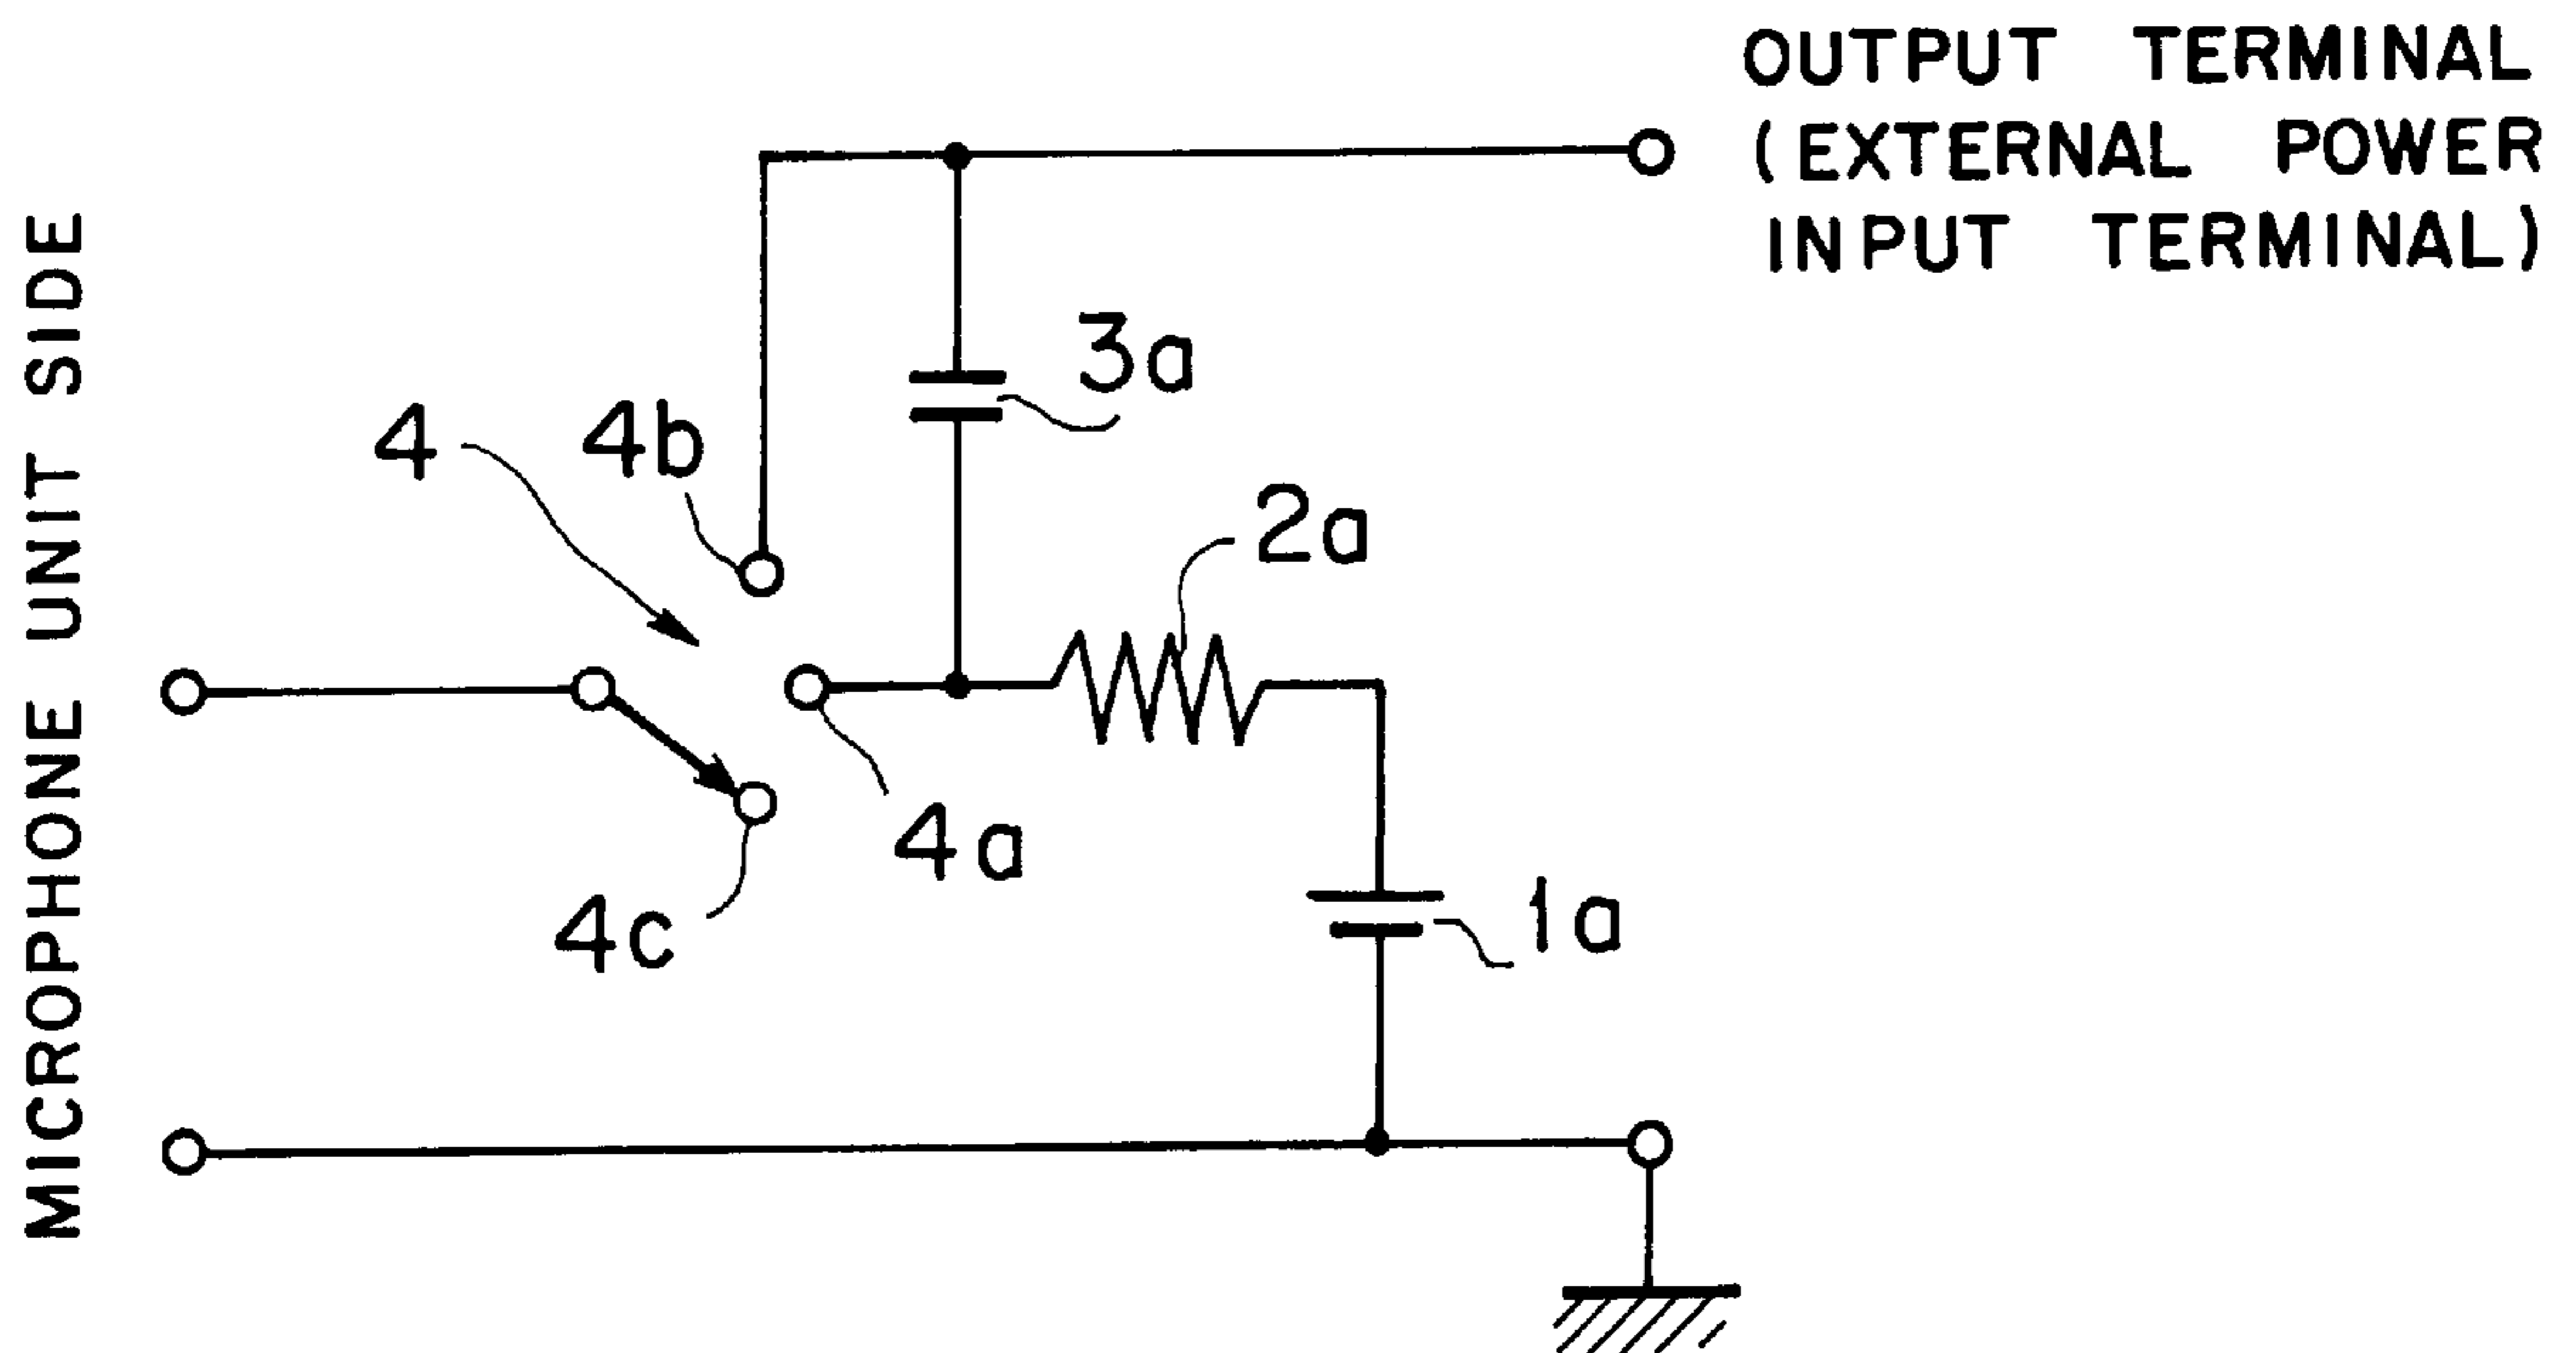 OUTPUT TERMINAL
(EXTERNAL POWER
INPUT TERMINAL)
MICROPHONE UNIT SIDE
3a
4
4b
2a
4a
4c
1a